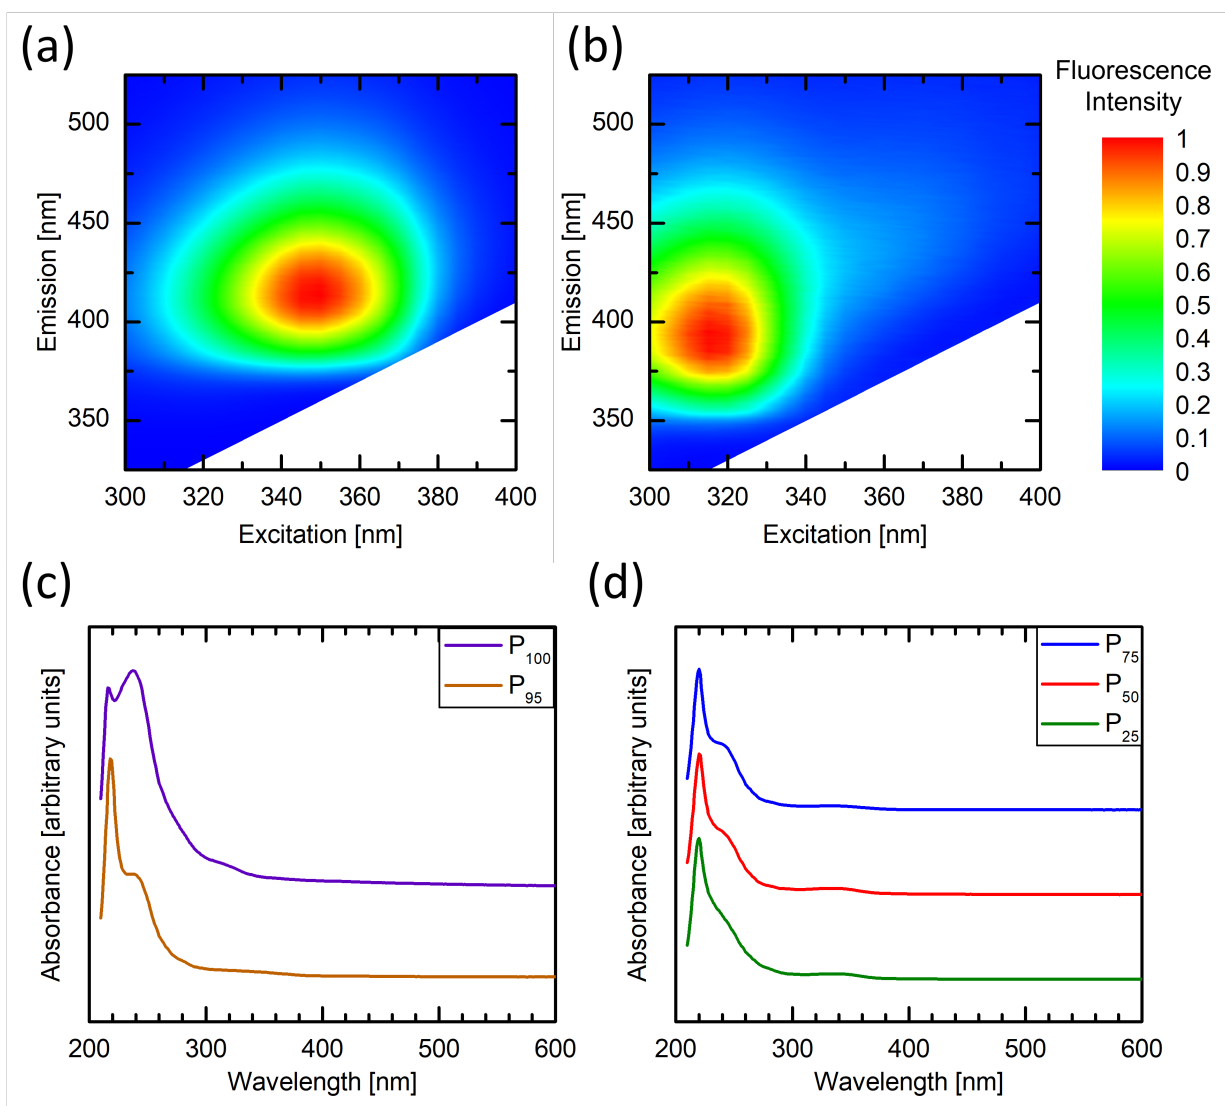 (a)
(b)
Fluorescence
Intensity
500
450
400
350
Emission [nm]
300 320 340 360 380 400
Excitation [nm]
500
450
400
350
Emission [nm]
300 320 340 360 380 400
Excitation [nm]
1
0.9
0.8
0.7
0.6
0.5
0.4
0.3
0.2
0.1
0
(c)
(d)
P100
P95
Absorbance [arbitrary units]
200 300 400 500 600
Wavelength [nm]
P75
P50
P25
Absorbance [arbitrary units]
200 300 400 500 600
Wavelength [nm]